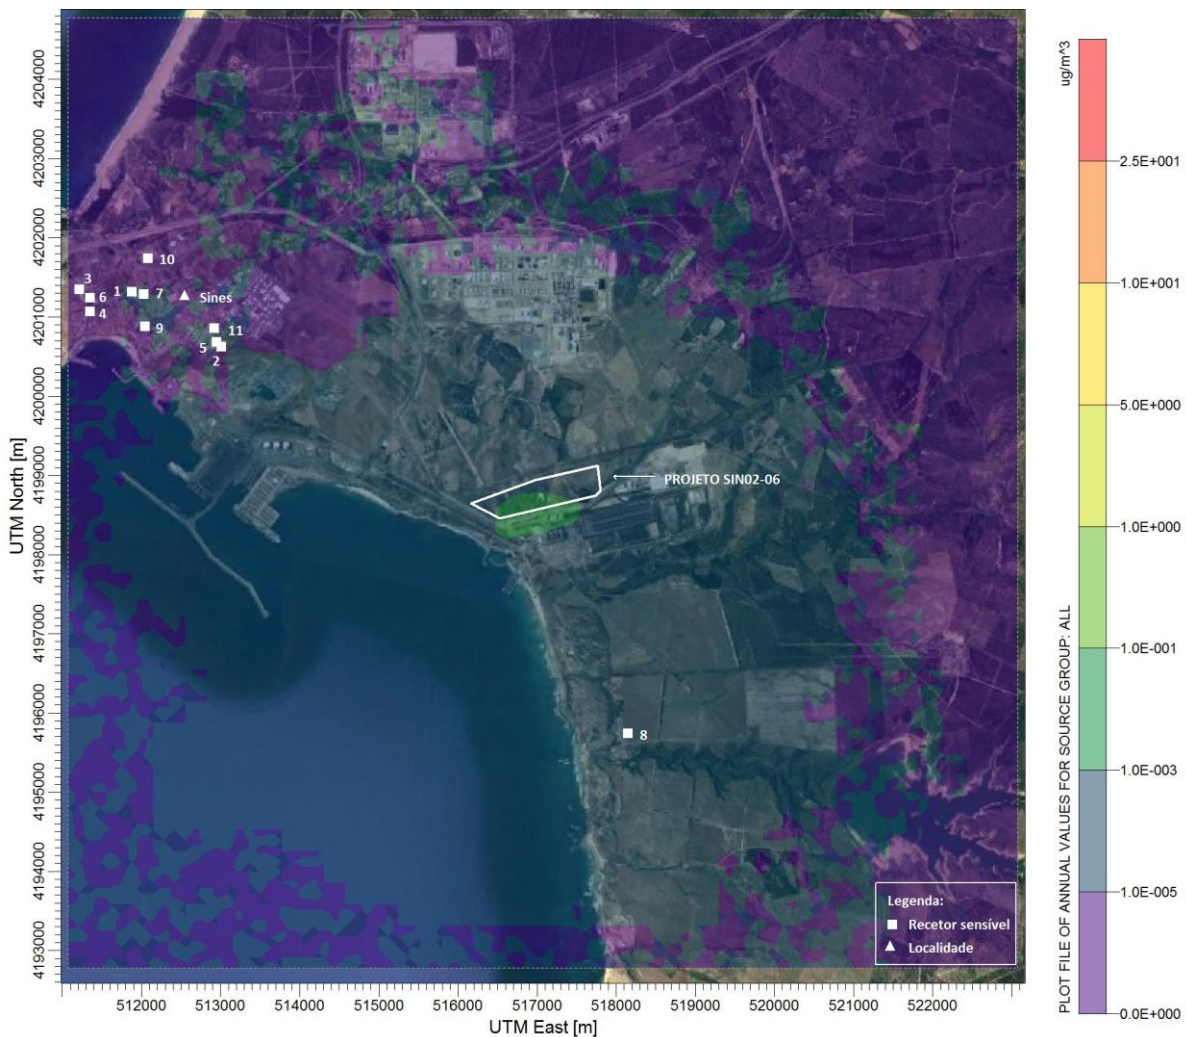 4204000
4203000
4202000
4201000
4200000
4199000
4198000
4197000
4196000
4195000
4194000
4193000
UTM North [m]
10
3
6
1
7
Sines
4
9
11
5
2
PROJETO SIN02-06
8
Legenda:
Recetor sensível
Localidade
512000
513000
514000
515000
516000
517000
518000
519000
520000
521000
522000
UTM East [m]
ug/m^3
2.5E+001
1.0E+001
5.0E+000
1.0E+000
1.0E-001
1.0E-003
1.0E-005
0.0E+000
PLOT FILE OF ANNUAL VALUES FOR SOURCE GROUP: ALL